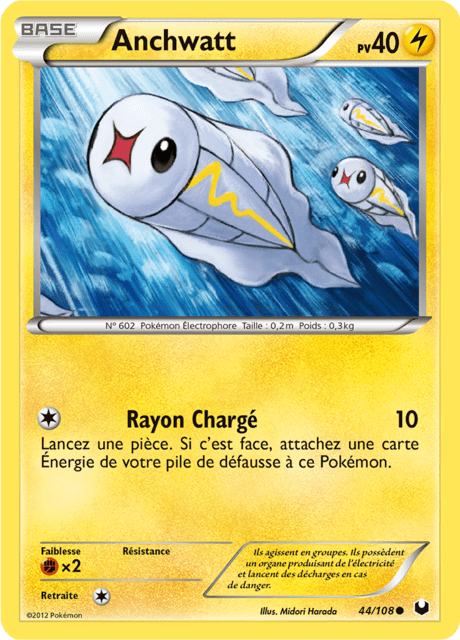 BASE
Anchwatt
PV40
N° 602 Pokémon Électrophore Taille : 0,2m Poids : 0,3kg
Rayon Chargé 10
Lancez une pièce. Si c’est face, attachez une carte
Énergie de votre pile de défausse à ce Pokémon.
Faiblesse Résistance
×2
Ils agissent en groupes. Ils possèdent
un organe produisant de l’électricité
et lancent des décharges en cas
de danger.
Retraite
©2012 Pokémon
Illus. Midori Harada 44/108